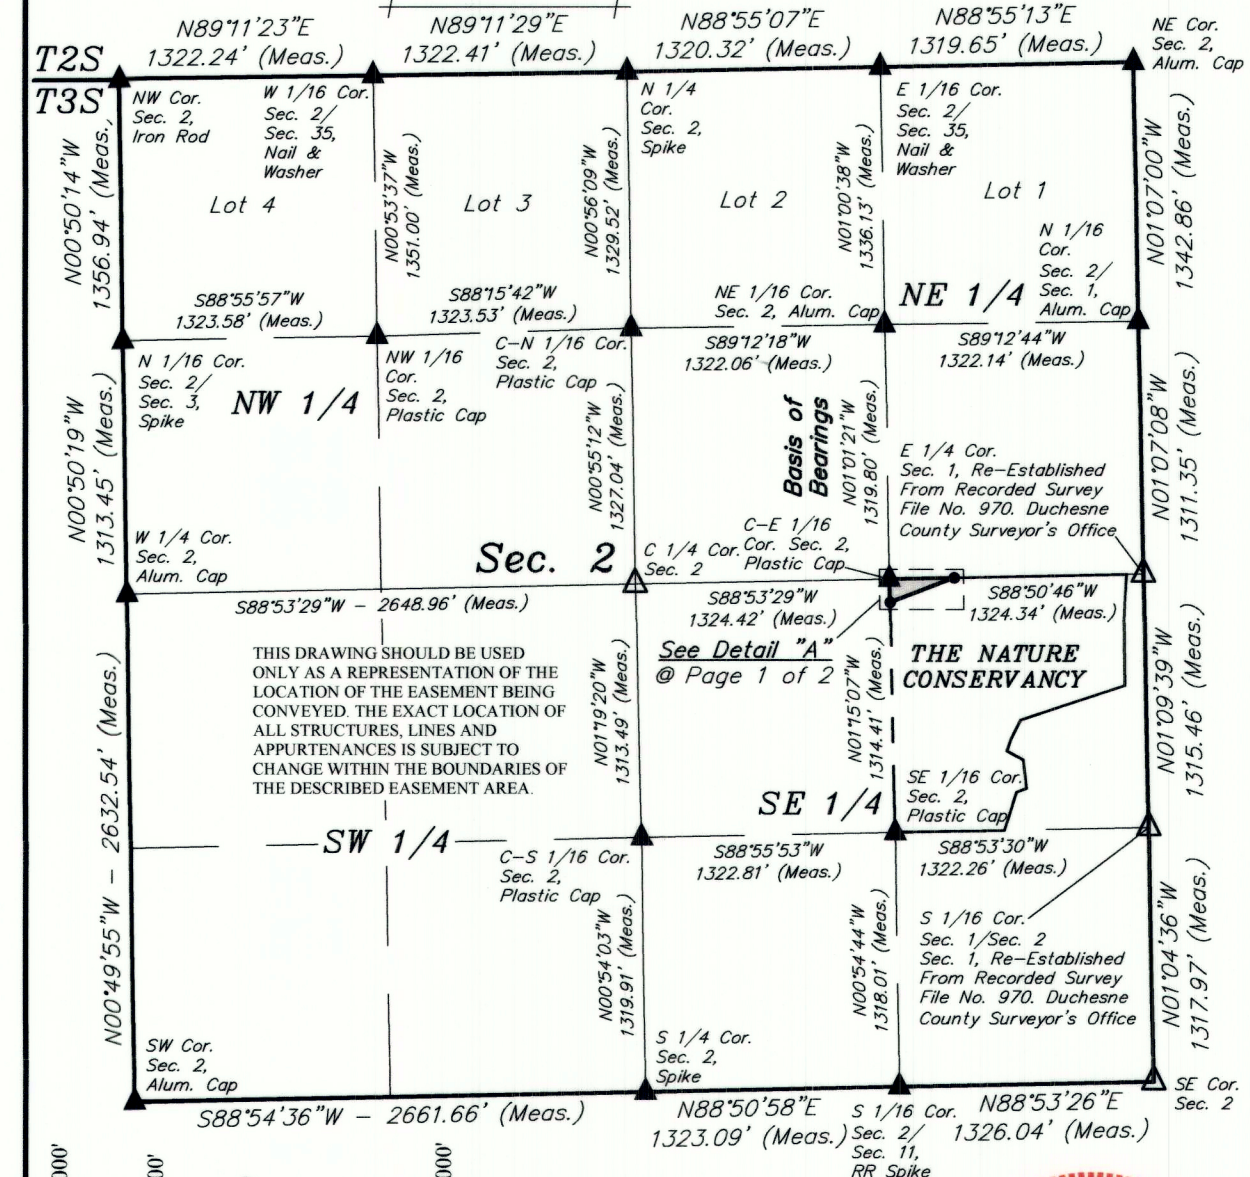 N89°11'23"E
1322.24' (Meas.)
N89°11'29"E
1322.41' (Meas.)
N88°55'07"E
1320.32' (Meas.)
N88°55'13"E
1319.65' (Meas.)
NE Cor.
Sec. 2,
Alum. Cap
T2S
T3S
NW Cor.
Sec. 2,
Iron Rod
W 1/16 Cor.
Sec. 2/
Sec. 35,
Nail &
Washer
N 1/4
Cor.
Sec. 2,
Spike
E 1/16 Cor.
Sec. 2/
Sec. 35,
Nail &
Washer
N00°50'14"W
1356.94' (Meas.)
N00°53'37"W
1351.00' (Meas.)
N00°56'09"W
1329.52' (Meas.)
N01°00'38"W
1336.13' (Meas.)
N01°07'00"W
1342.86' (Meas.)
Lot 4
Lot 3
Lot 2
Lot 1
N 1/16
Cor.
Sec. 2/
Sec. 1,
Alum. Cap
S88°55'57"W
1323.58' (Meas.)
S88°15'42"W
1323.53' (Meas.)
NE 1/16 Cor.
Sec. 2, Alum. Cap
NE 1/4
S89°12'18"W
1322.06' (Meas.)
S89°12'44"W
1322.14' (Meas.)
N 1/16 Cor.
Sec. 2/
Sec. 3,
Spike
NW 1/4
NW 1/16
Cor.
Sec. 2,
Plastic Cap
C-N 1/16 Cor.
Sec. 2,
Plastic Cap
N00°50'19"W
1313.45' (Meas.)
N00°55'12"W
1327.04' (Meas.)
Basis of
Bearings
N01°01'21"W
1319.80' (Meas.)
N01°07'08"W
1311.35' (Meas.)
E 1/4 Cor.
Sec. 1, Re-Established
From Recorded Survey
File No. 970. Duchesne
County Surveyor's Office
W 1/4 Cor.
Sec. 2,
Alum. Cap
Sec. 2
C 1/4 Cor.
Sec. 2
C-E 1/16
Cor. Sec. 2,
Plastic Cap
S88°53'29"W - 2648.96' (Meas.)
S88°53'29"W
1324.42' (Meas.)
S88°50'46"W
1324.34' (Meas.)
See Detail "A"
@ Page 1 of 2
THE NATURE
CONSERVANCY
THIS DRAWING SHOULD BE USED
ONLY AS A REPRESENTATION OF THE
LOCATION OF THE EASEMENT BEING
CONVEYED. THE EXACT LOCATION OF
ALL STRUCTURES, LINES AND
APPURTENANCES IS SUBJECT TO
CHANGE WITHIN THE BOUNDARIES OF
THE DESCRIBED EASEMENT AREA.
N00°49'55"W - 2632.54' (Meas.)
N01°19'20"W
1313.49' (Meas.)
N01°15'07"W
1314.41' (Meas.)
N01°09'39"W
1315.46' (Meas.)
SE 1/16 Cor.
Sec. 2,
Plastic Cap
SE 1/4
SW 1/4
C-S 1/16 Cor.
Sec. 2,
Plastic Cap
S88°55'53"W
1322.81' (Meas.)
S88°53'30"W
1322.26' (Meas.)
N00°54'03"W
1319.91' (Meas.)
N00°54'44"W
1318.01' (Meas.)
N01°04'36"W
1317.97' (Meas.)
S 1/16 Cor.
Sec. 1/Sec. 2
Sec. 1, Re-Established
From Recorded Survey
File No. 970. Duchesne
County Surveyor's Office
SW Cor.
Sec. 2,
Alum. Cap
S 1/4 Cor.
Sec. 2,
Spike
SE Cor.
Sec. 2
S88°54'36"W - 2661.66' (Meas.)
N88°50'58"E
1323.09' (Meas.)
S 1/16 Cor.
Sec. 2/
Sec. 11,
RR Spike
N88°53'26"E
1326.04' (Meas.)